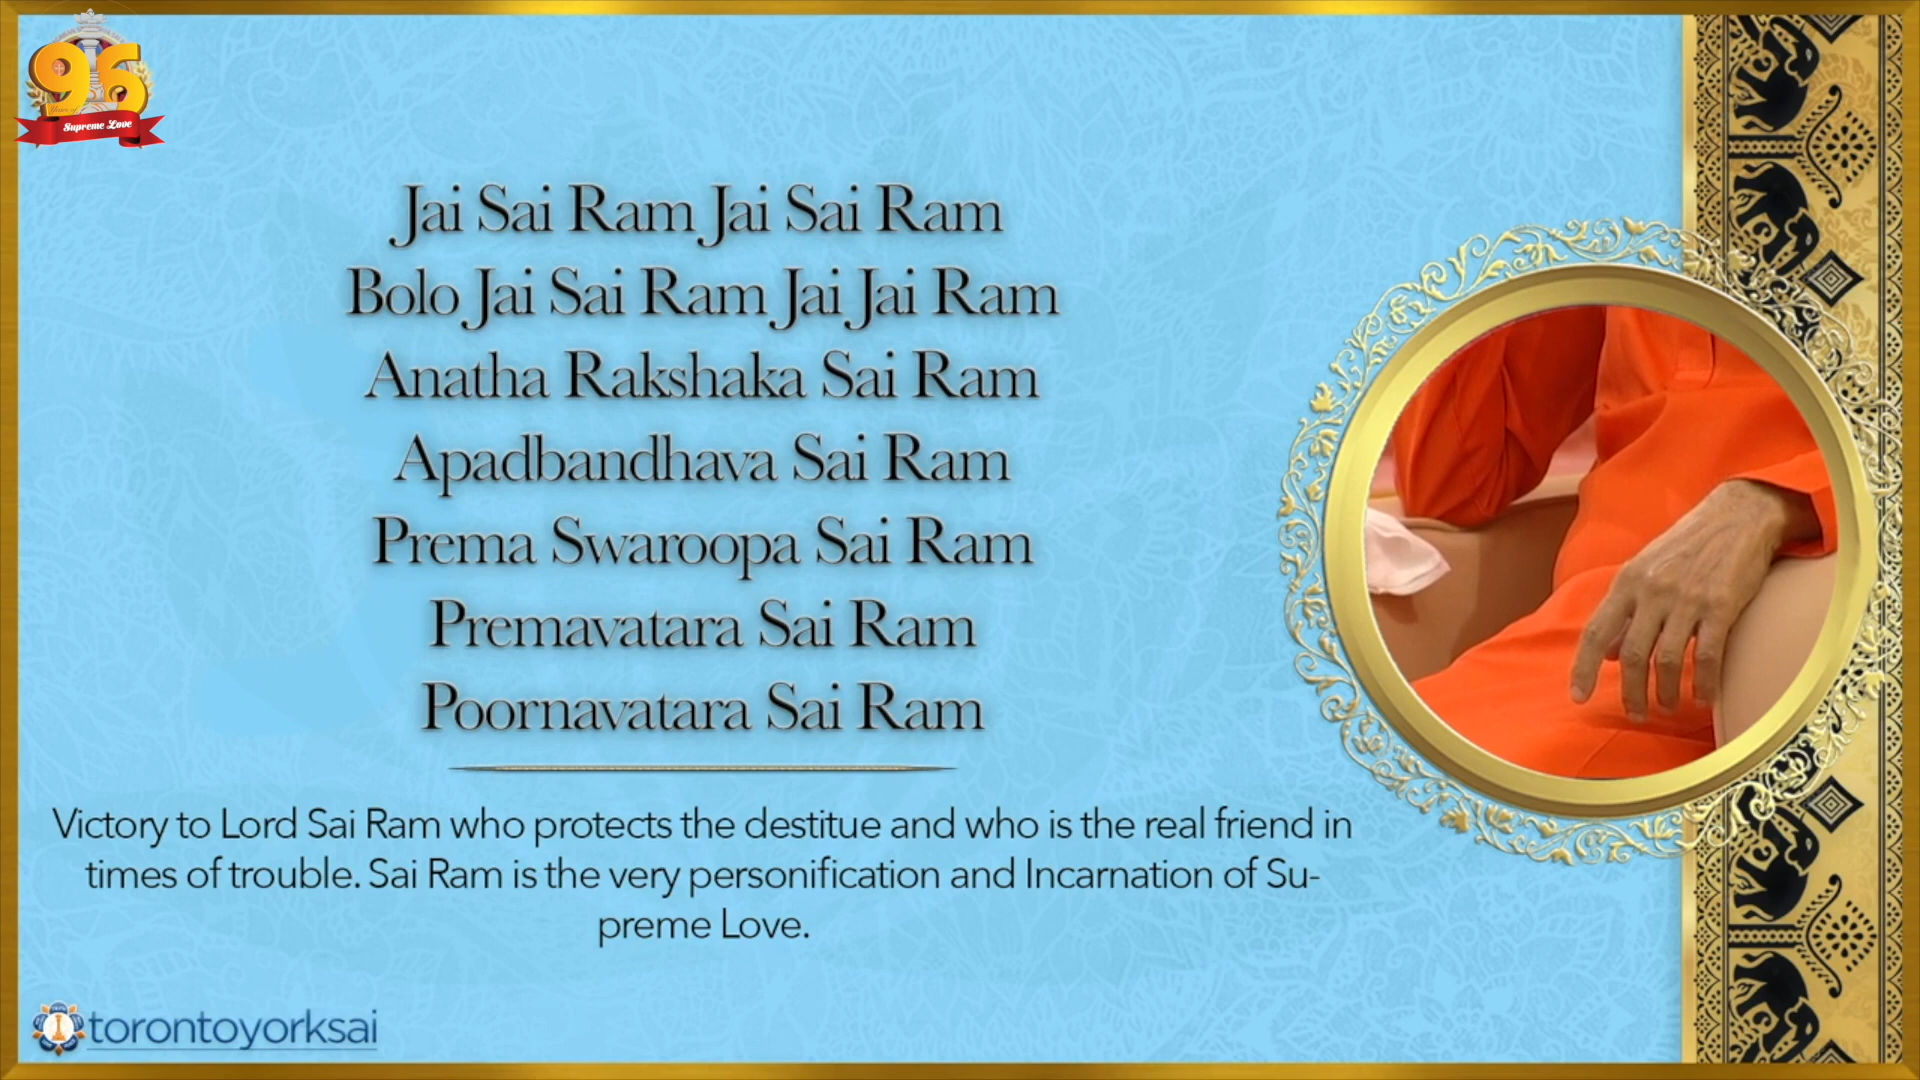 96
Years of
Supreme Love
Jai Sai Ram Jai Sai Ram
Bolo Jai Sai Ram Jai Jai Ram
Anatha Rakshaka Sai Ram
Apadbandhava Sai Ram
Prema Swaroopa Sai Ram
Premavatara Sai Ram
Poornavatara Sai Ram
Victory to Lord Sai Ram who protects the destitue and who is the real friend in
times of trouble. Sai Ram is the very personification and Incarnation of Su-
preme Love.
torontoyorksai